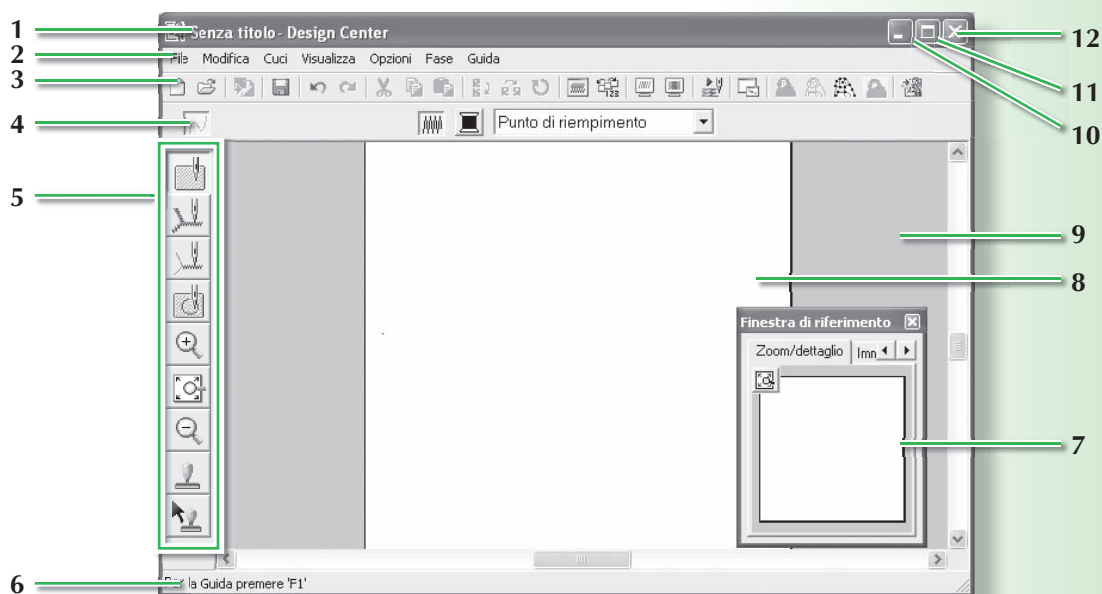 1
Senza titolo - Design Center
12
2
File Modifica Cuci Visualizza Opzioni Fase Guida
3
11
4
Punto di riempimento
10
5
9
8
Finestra di riferimento
Zoom/dettaglio Imn
7
6
Per la Guida premere 'F1'